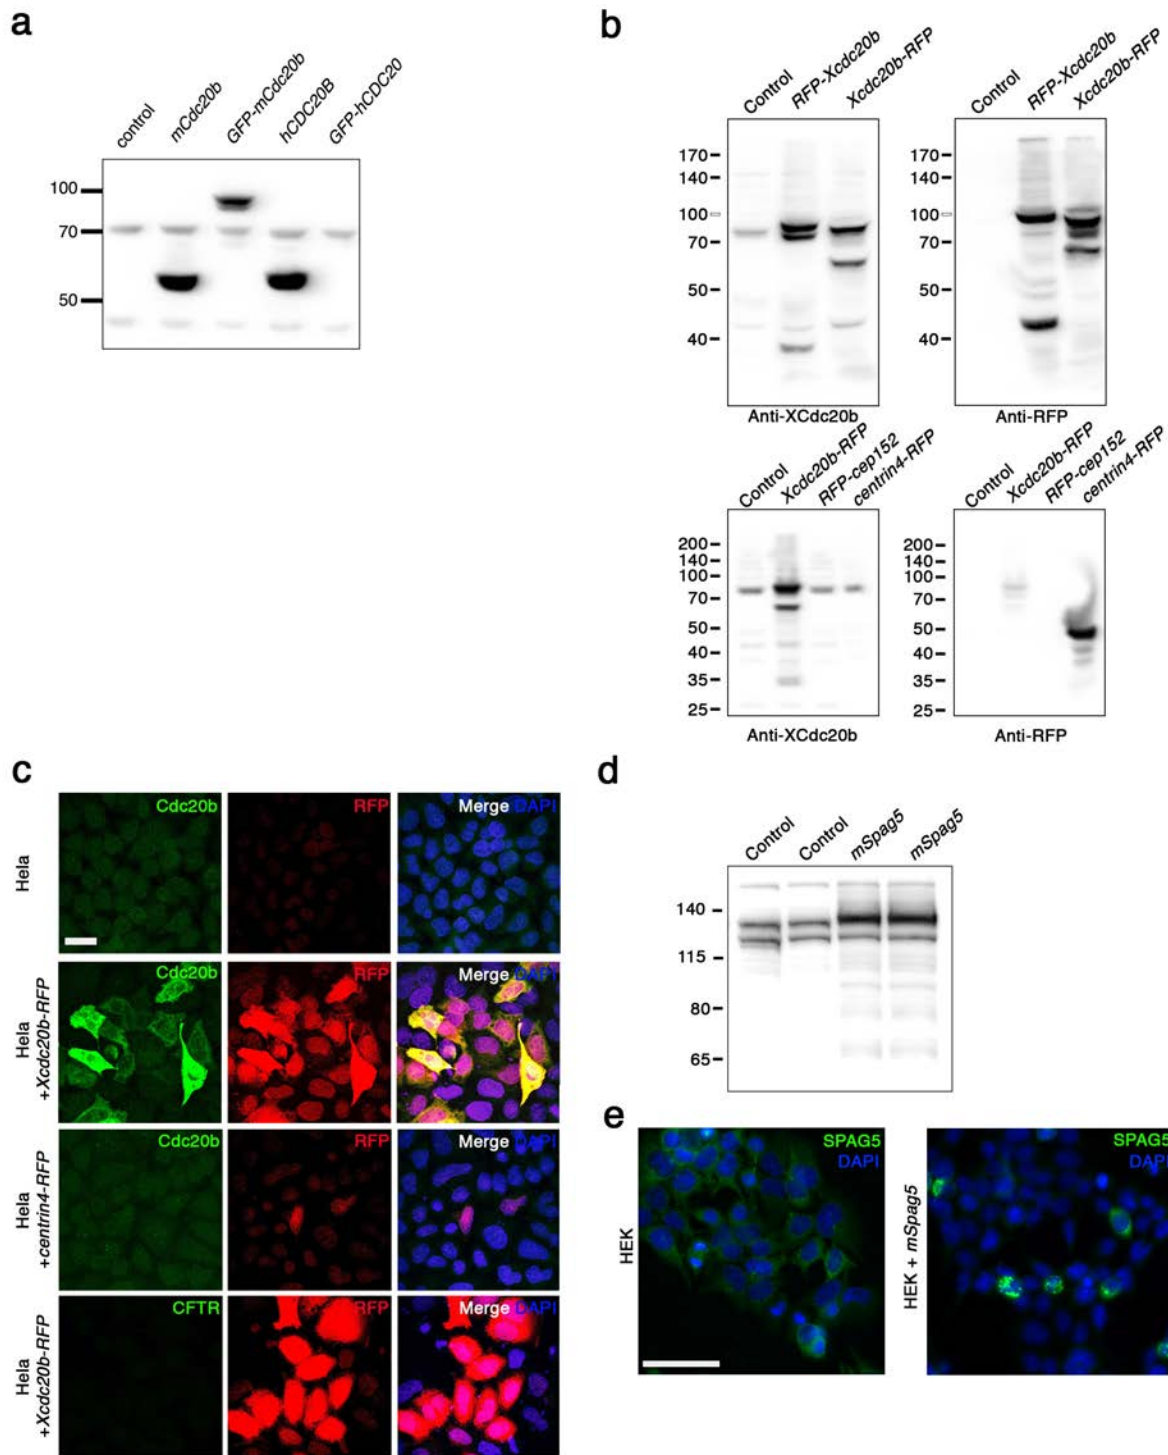 a
control
mCdc20b
GFP-mCdc20b
hCDC20B
GFP-hCDC20
100
70
50
b
Control
RFP-Xcdc20b
Xcdc20b-RFP
170
140
100
70
50
40
Anti-XCdc20b
Control
RFP-Xcdc20b
Xcdc20b-RFP
170
140
100
70
50
40
Anti-RFP
Control
Xcdc20b-RFP
RFP-cep152
centrin4-RFP
200
140
100
70
50
40
35
25
Anti-XCdc20b
Control
Xcdc20b-RFP
RFP-cep152
centrin4-RFP
200
140
100
70
50
40
35
25
Anti-RFP
c
Hela
Cdc20b
RFP
Merge DAPI
Hela
+Xcdc20b-RFP
Cdc20b
RFP
Merge DAPI
Hela
+centrin4-RFP
Cdc20b
RFP
Merge DAPI
Hela
+Xcdc20b-RFP
CFTR
RFP
Merge DAPI
d
Control
Control
mSpag5
mSpag5
140
115
80
65
e
HEK
SPAG5
DAPI
HEK + mSpag5
SPAG5
DAPI